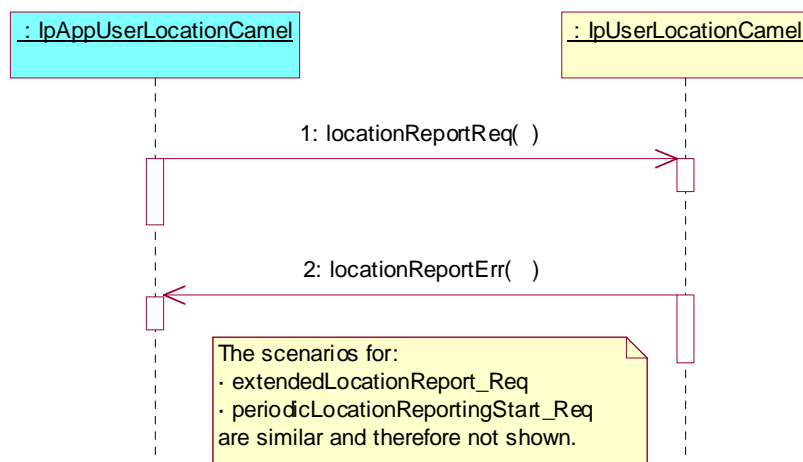 : IpAppUserLocationCamel
: IpUserLocationCamel
1: locationReportReq( )
2: locationReportErr( )
The scenarios for:
· extendedLocationReport_Req
· periodicLocationReportingStart_Req
are similar and therefore not shown.